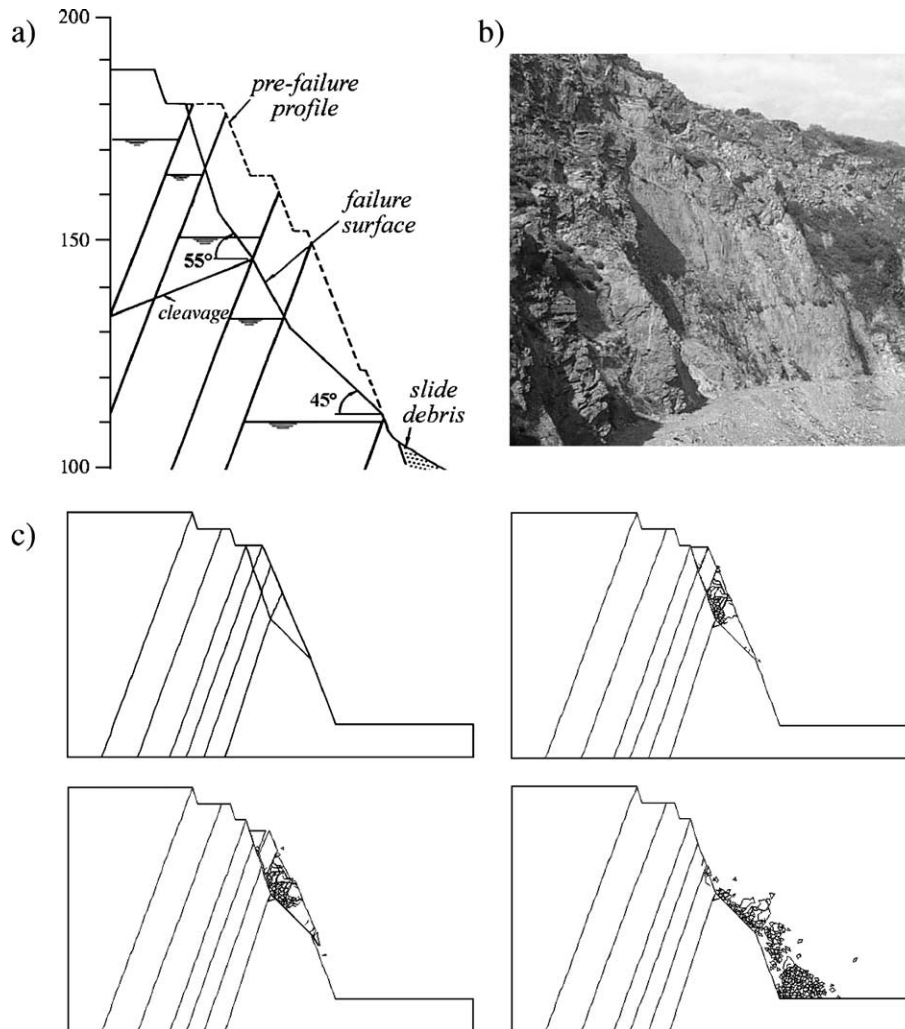 a)
200
pre-failure
profile
failure
surface
150
55°
cleavage
45°
slide
debris
100
b)
c)